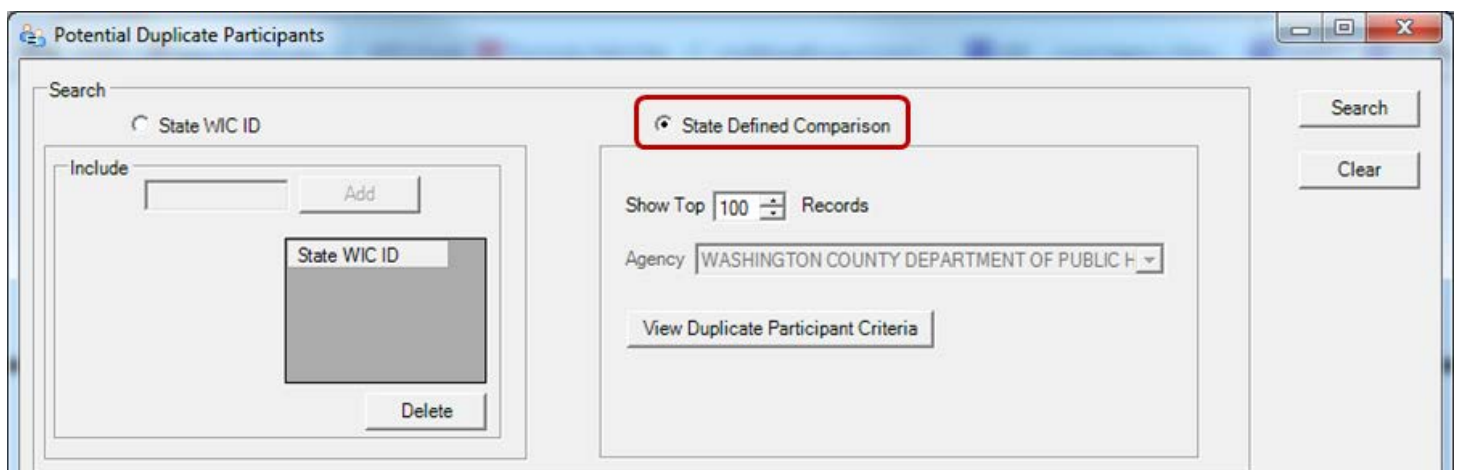 Potential Duplicate Participants
Search
State WIC ID
State Defined Comparison
Search
Include
Add
Clear
Show Top 100 Records
State WIC ID
Agency WASHINGTON COUNTY DEPARTMENT OF PUBLIC H
View Duplicate Participant Criteria
Delete